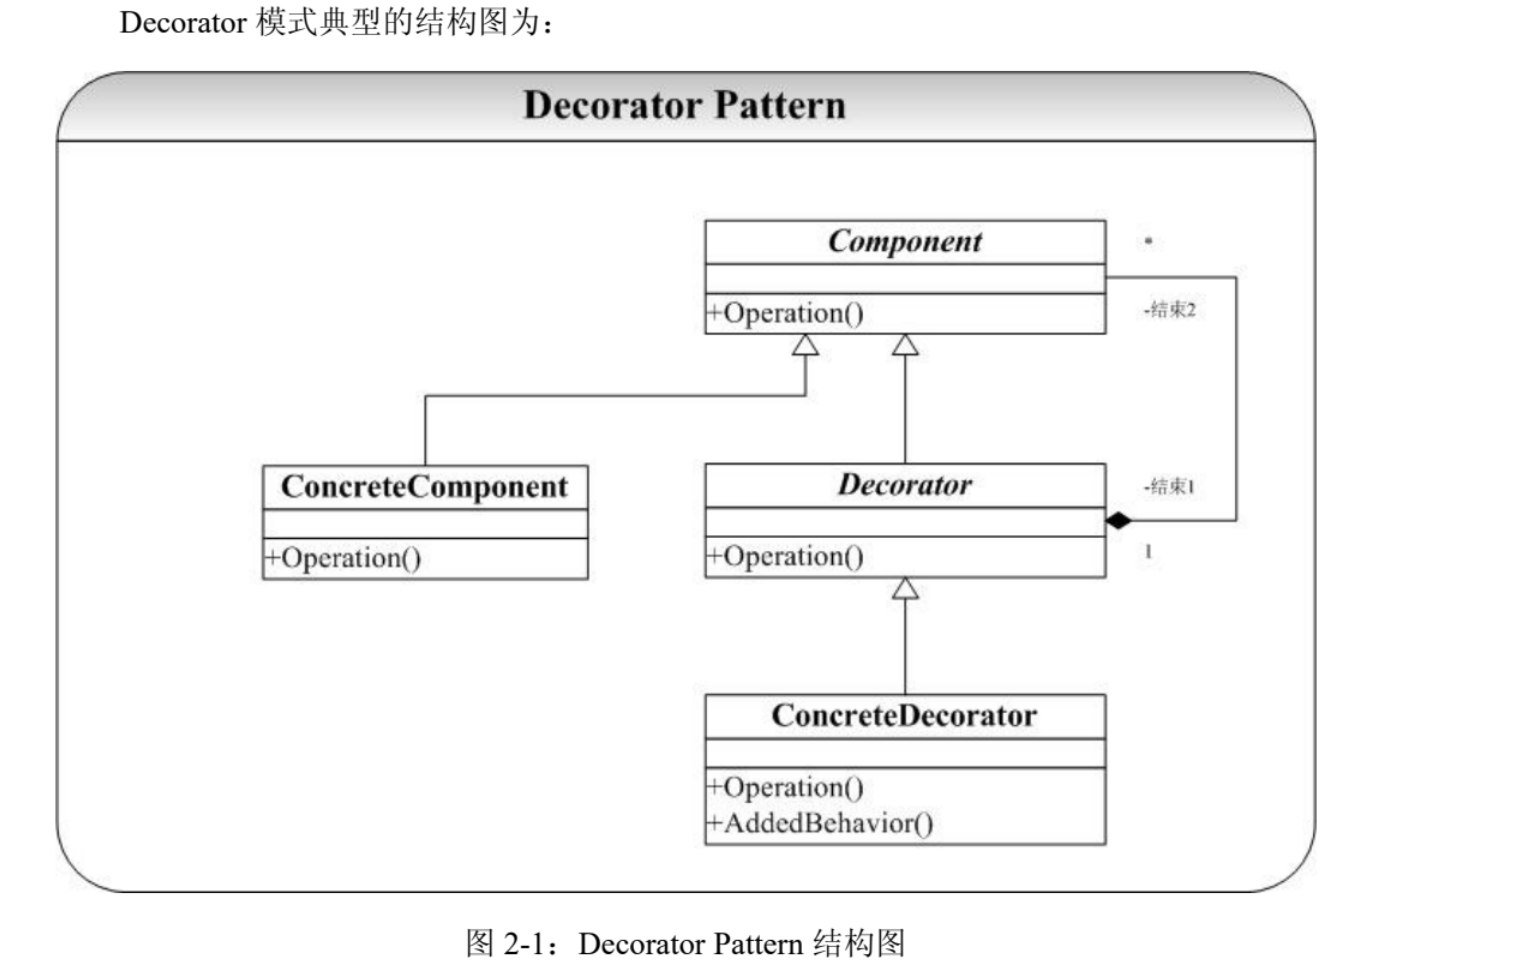 Decorator 模式典型的结构图为：
Decorator Pattern
Component
*
+Operation()
-结束2
ConcreteComponent
+Operation()
Decorator
-结束1
+Operation()
1
ConcreteDecorator
+Operation()
+AddedBehavior()
图 2-1：Decorator Pattern 结构图